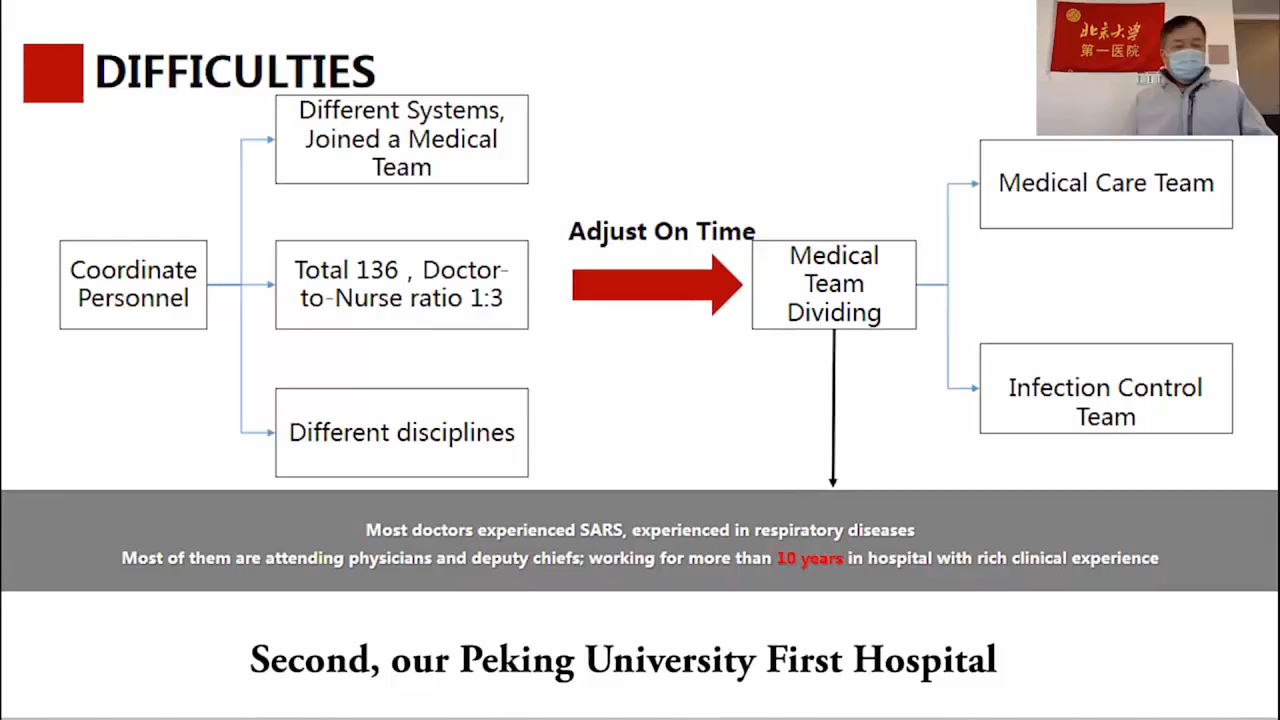 DIFFICULTIES
北京大学
第一医院
Different Systems,
Joined a Medical
Team
Coordinate
Personnel
Total 136 , Doctor-
to-Nurse ratio 1:3
Different disciplines
Adjust On Time
Medical
Team
Dividing
Medical Care Team
Infection Control
Team
Most doctors experienced SARS, experienced in respiratory diseases
Most of them are attending physicians and deputy chiefs; working for more than 10 years in hospital with rich clinical experience
Second, our Peking University First Hospital